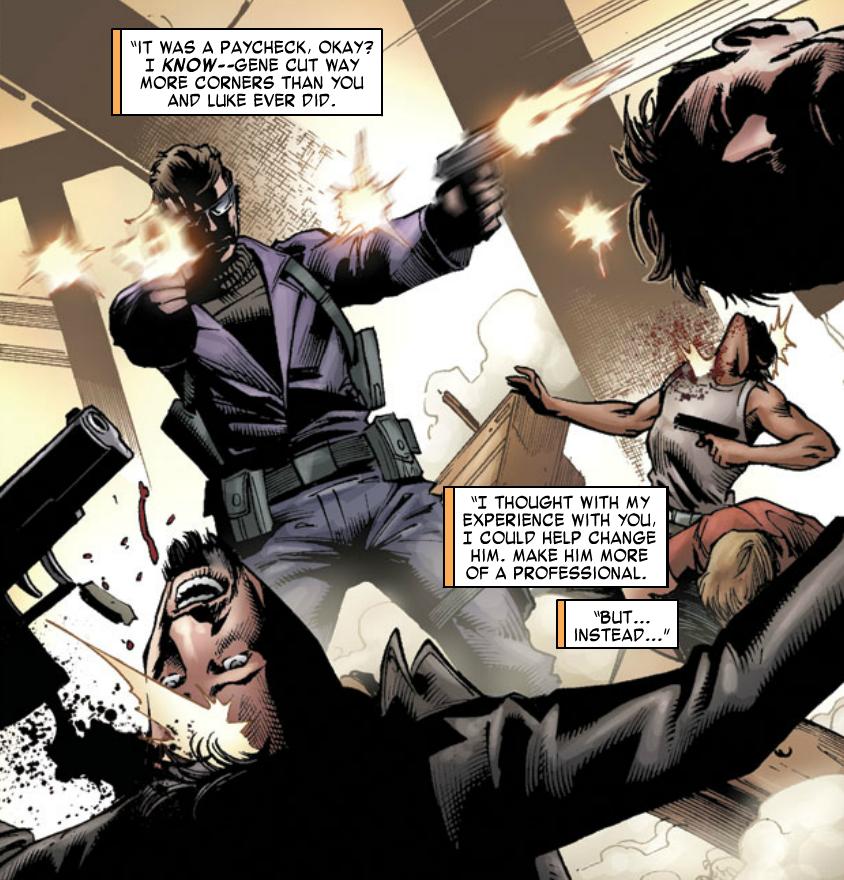 "IT WAS A PAYCHECK, OKAY?
I KNOW--GENE CUT WAY
MORE CORNERS THAN YOU
AND LUKE EVER DID.
"I THOUGHT WITH MY
EXPERIENCE WITH YOU,
I COULD HELP CHANGE
HIM. MAKE HIM MORE
OF A PROFESSIONAL.
"BUT...
INSTEAD..."